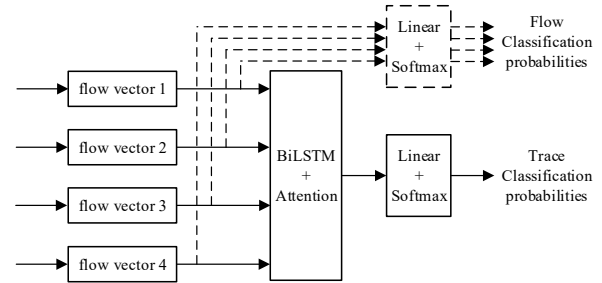 Linear
+
Softmax
Flow
Classification
probabilities
flow vector 1
flow vector 2
flow vector 3
flow vector 4
BiLSTM
+
Attention
Linear
+
Softmax
Trace
Classification
probabilities